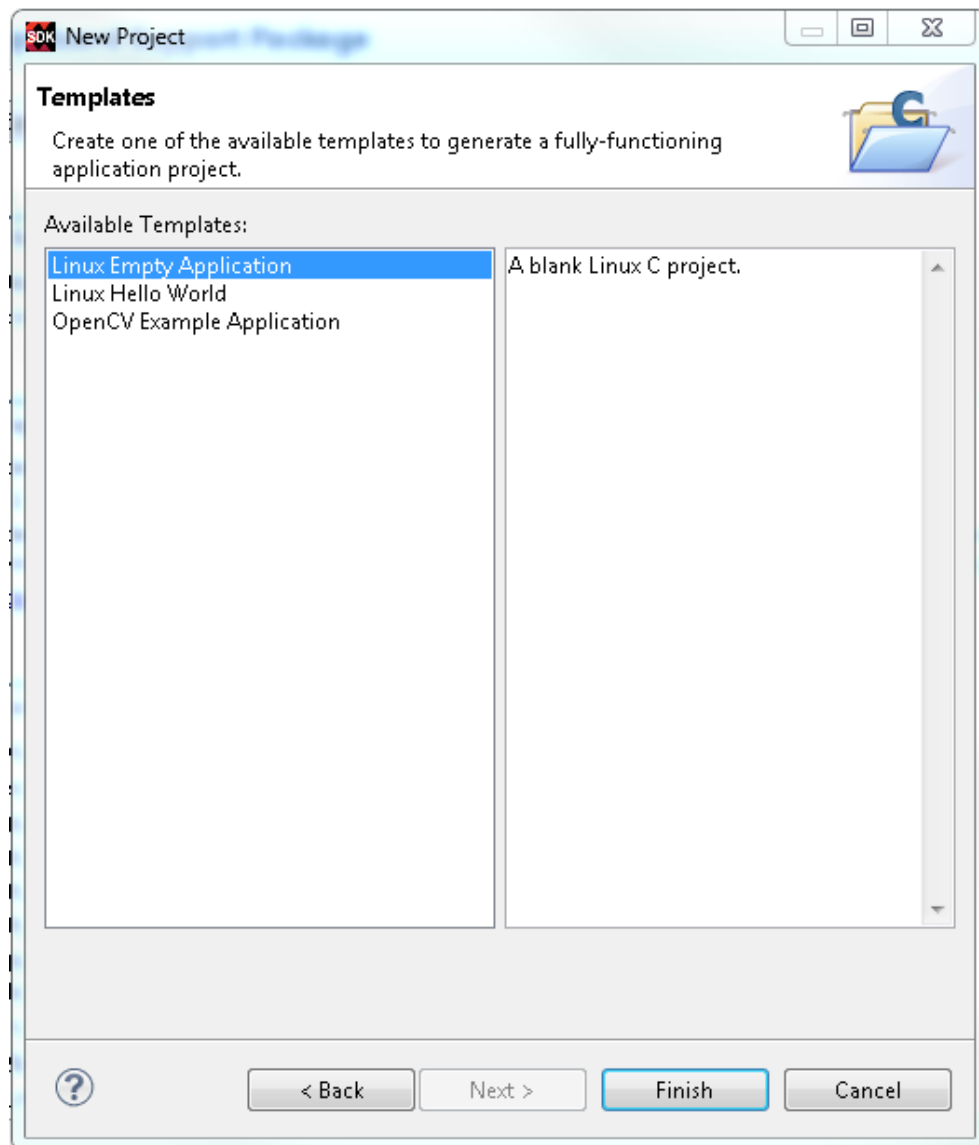 SDK New Project
Templates
Create one of the available templates to generate a fully-functioning
application project.
Available Templates:
Linux Empty Application
Linux Hello World
OpenCV Example Application
A blank Linux C project.
< Back
Next >
Finish
Cancel